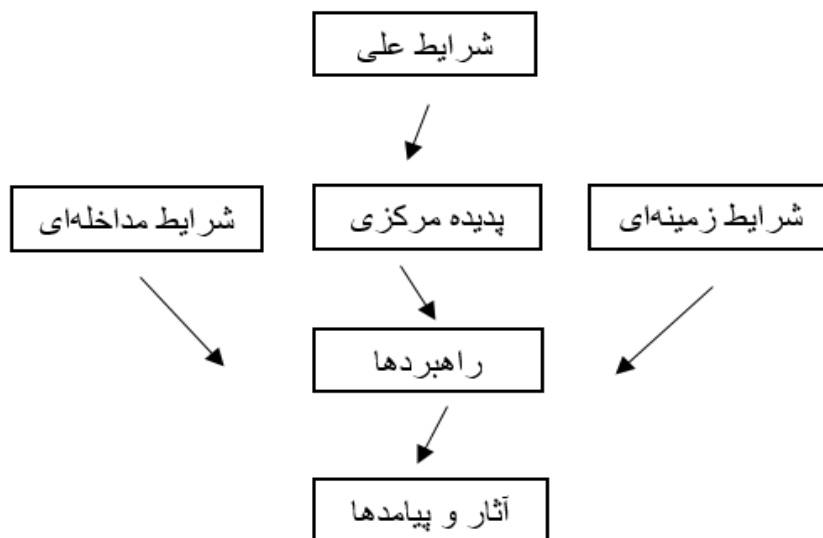 شرایط علی
شرایط زمینه‌ای
پدیده مرکزی
شرایط مداخله‌ای
راهبردها
آثار و پیامدها